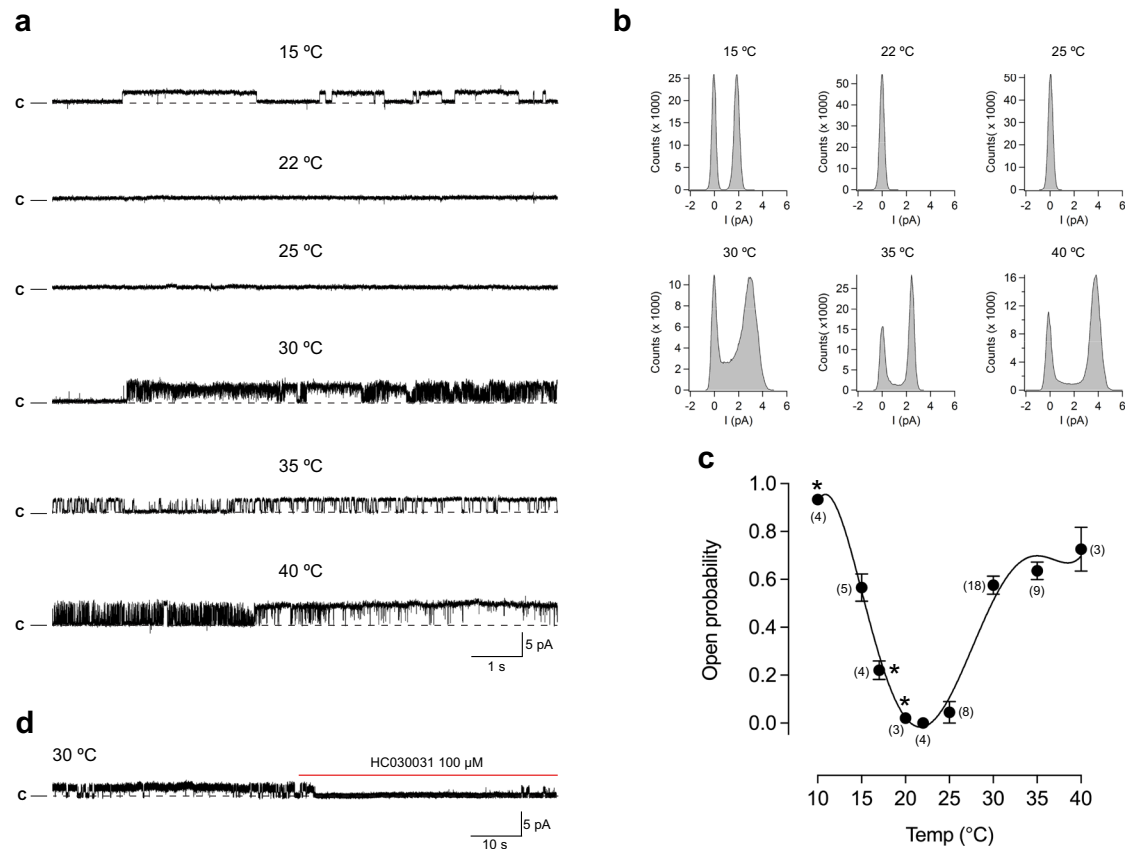 a
15 ºC
c
22 ºC
c
25 ºC
c
30 ºC
c
35 ºC
c
40 ºC
c
5 pA
1 s
b
15 ºC
Counts (x 1000)
25
20
15
10
5
0
-2 0 2 4 6
I (pA)
22 ºC
Counts (x 1000)
50
40
30
20
10
0
-2 0 2 4 6
I (pA)
25 ºC
Counts( x 1000)
50
40
30
20
10
0
-2 0 2 4 6
I (pA)
30 ºC
Counts (x 1000)
10
8
6
4
2
0
-2 0 2 4 6
I (pA)
35 ºC
Counts( x1000)
25
20
15
10
5
0
-2 0 2 4 6
I (pA)
40 ºC
Counts (x 1000)
16
12
8
4
0
-2 0 2 4 6
I (pA)
c
Open probability
1.0
0.8
0.6
0.4
0.2
0.0
*
(4)
(5)
(4)
*
*
(3)
(4)
(8)
(18)
(9)
(3)
10 15 20 25 30 35 40
Temp (°C)
d
30 ºC
HC030031 100 µM
c
5 pA
10 s